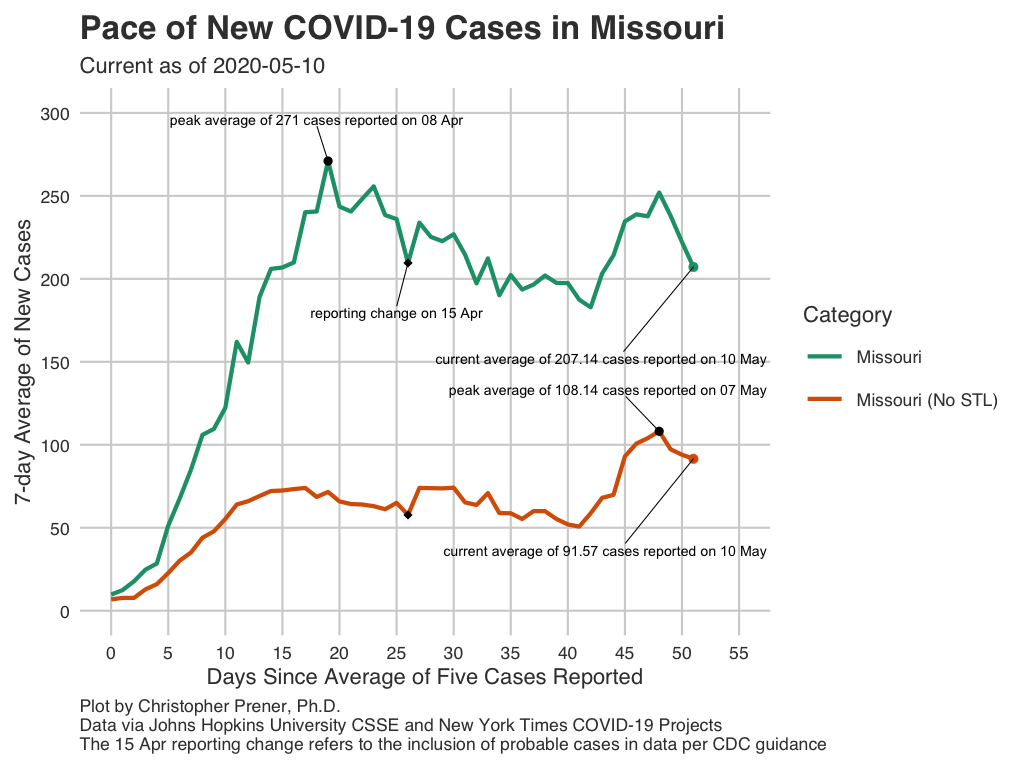 Pace of New COVID-19 Cases in Missouri
Current as of 2020-05-10
7-day Average of New Cases
300
250
200
150
100
50
0
peak average of 271 cases reported on 08 Apr
reporting change on 15 Apr
current average of 207.14 cases reported on 10 May
peak average of 108.14 cases reported on 07 May
current average of 91.57 cases reported on 10 May
0 5 10 15 20 25 30 35 40 45 50 55
Days Since Average of Five Cases Reported
Category
Missouri
Missouri (No STL)
Plot by Christopher Prener, Ph.D.
Data via Johns Hopkins University CSSE and New York Times COVID-19 Projects
The 15 Apr reporting change refers to the inclusion of probable cases in data per CDC guidance